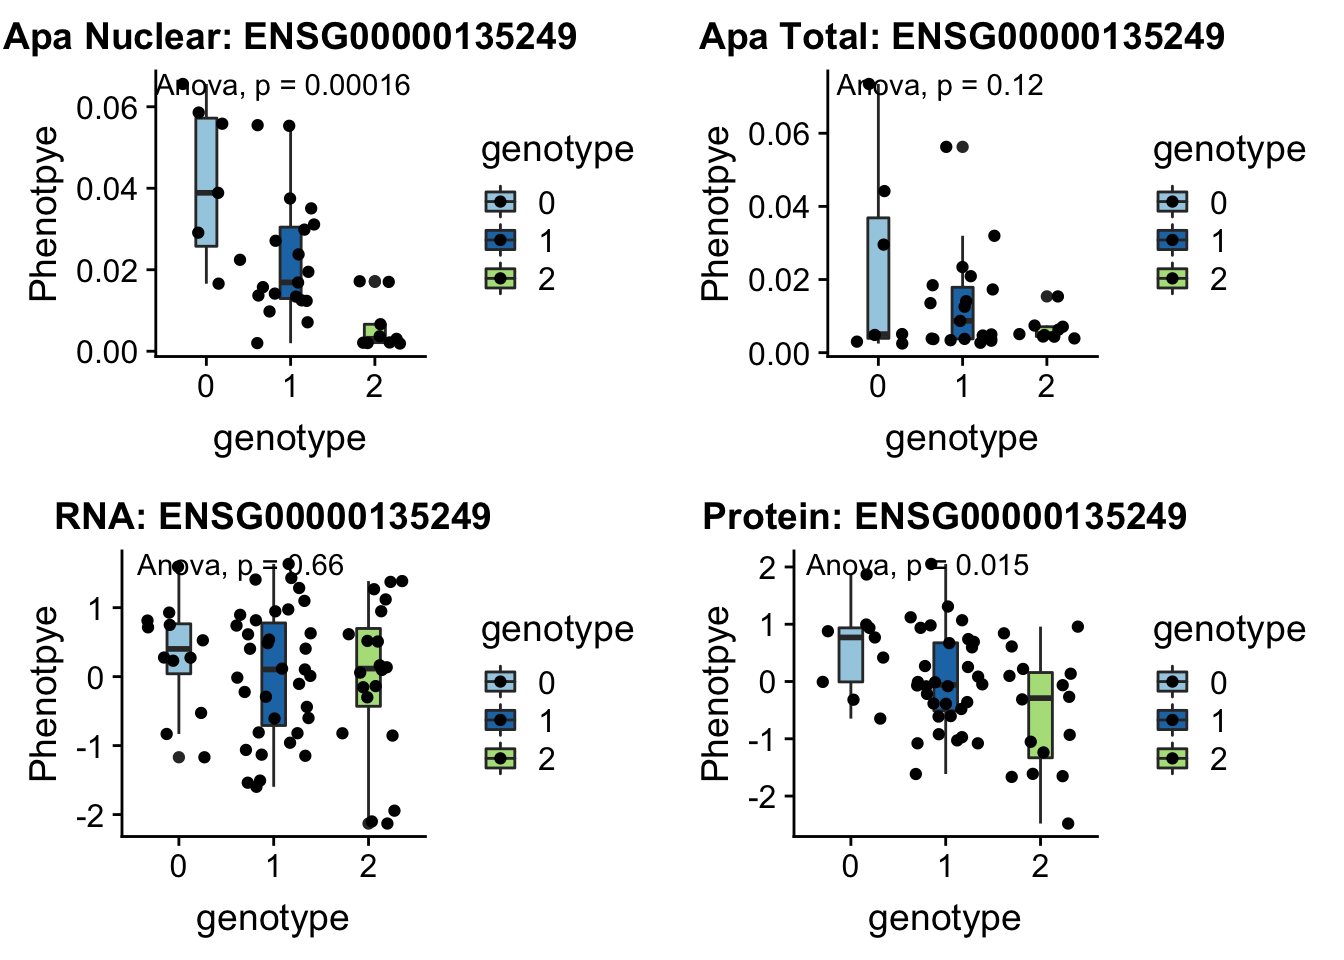 Apa Nuclear: ENSG00000135249
Anova, p = 0.00016
0.06
0.04
0.02
0.00
Phenotpye
0 1 2
genotype
genotype
0
1
2
Apa Total: ENSG00000135249
Anova, p = 0.12
0.06
0.04
0.02
0.00
Phenotpye
0 1 2
genotype
genotype
0
1
2
RNA: ENSG00000135249
Anova, p = 0.66
1
0
-1
-2
Phenotpye
0 1 2
genotype
genotype
0
1
2
Protein: ENSG00000135249
Anova, p = 0.015
2
1
0
-1
-2
Phenotpye
0 1 2
genotype
genotype
0
1
2